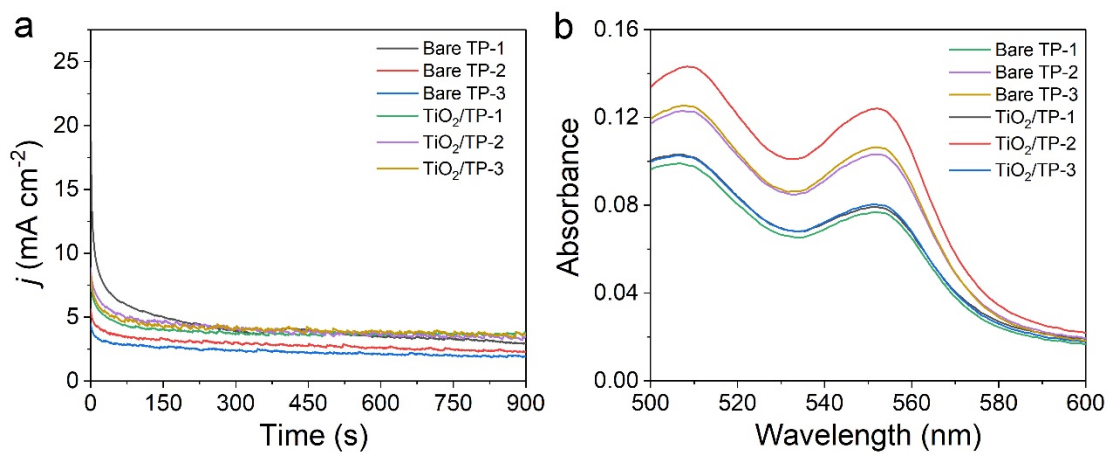 a
25
20
15
10
5
0
j (mA cm⁻²)
0 150 300 450 600 750 900
Time (s)
Bare TP-1
Bare TP-2
Bare TP-3
TiO₂/TP-1
TiO₂/TP-2
TiO₂/TP-3
b
0.16
0.12
0.08
0.04
0.00
Absorbance
500 520 540 560 580 600
Wavelength (nm)
Bare TP-1
Bare TP-2
Bare TP-3
TiO₂/TP-1
TiO₂/TP-2
TiO₂/TP-3